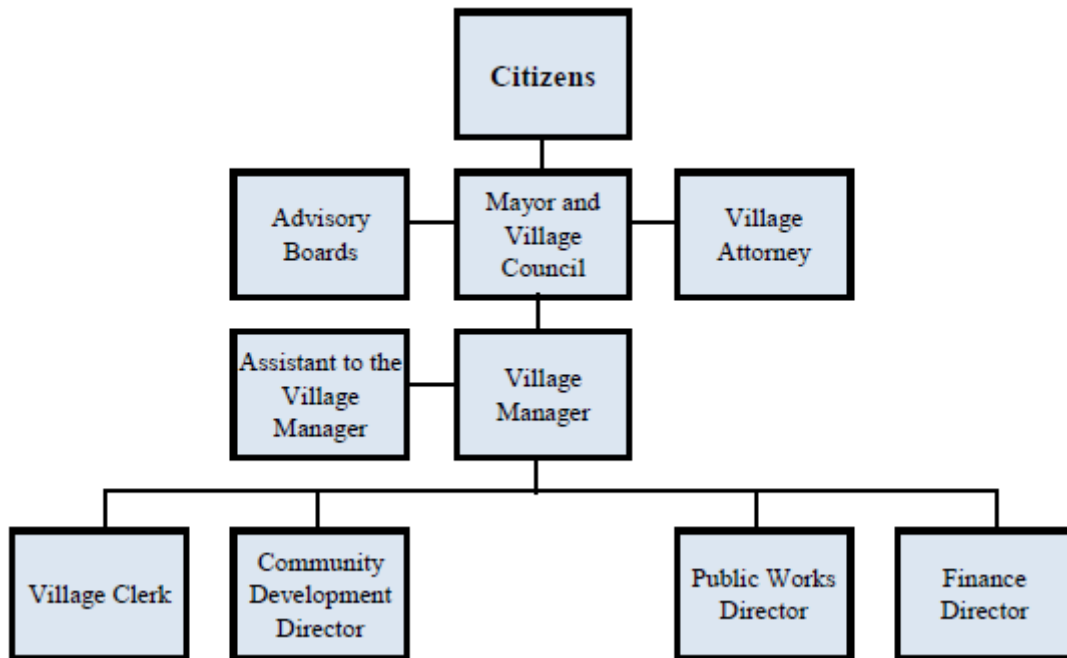 Citizens
Advisory
Boards
Mayor and
Village
Council
Village
Attorney
Assistant to the
Village
Manager
Village
Manager
Village Clerk
Community
Development
Director
Public Works
Director
Finance
Director